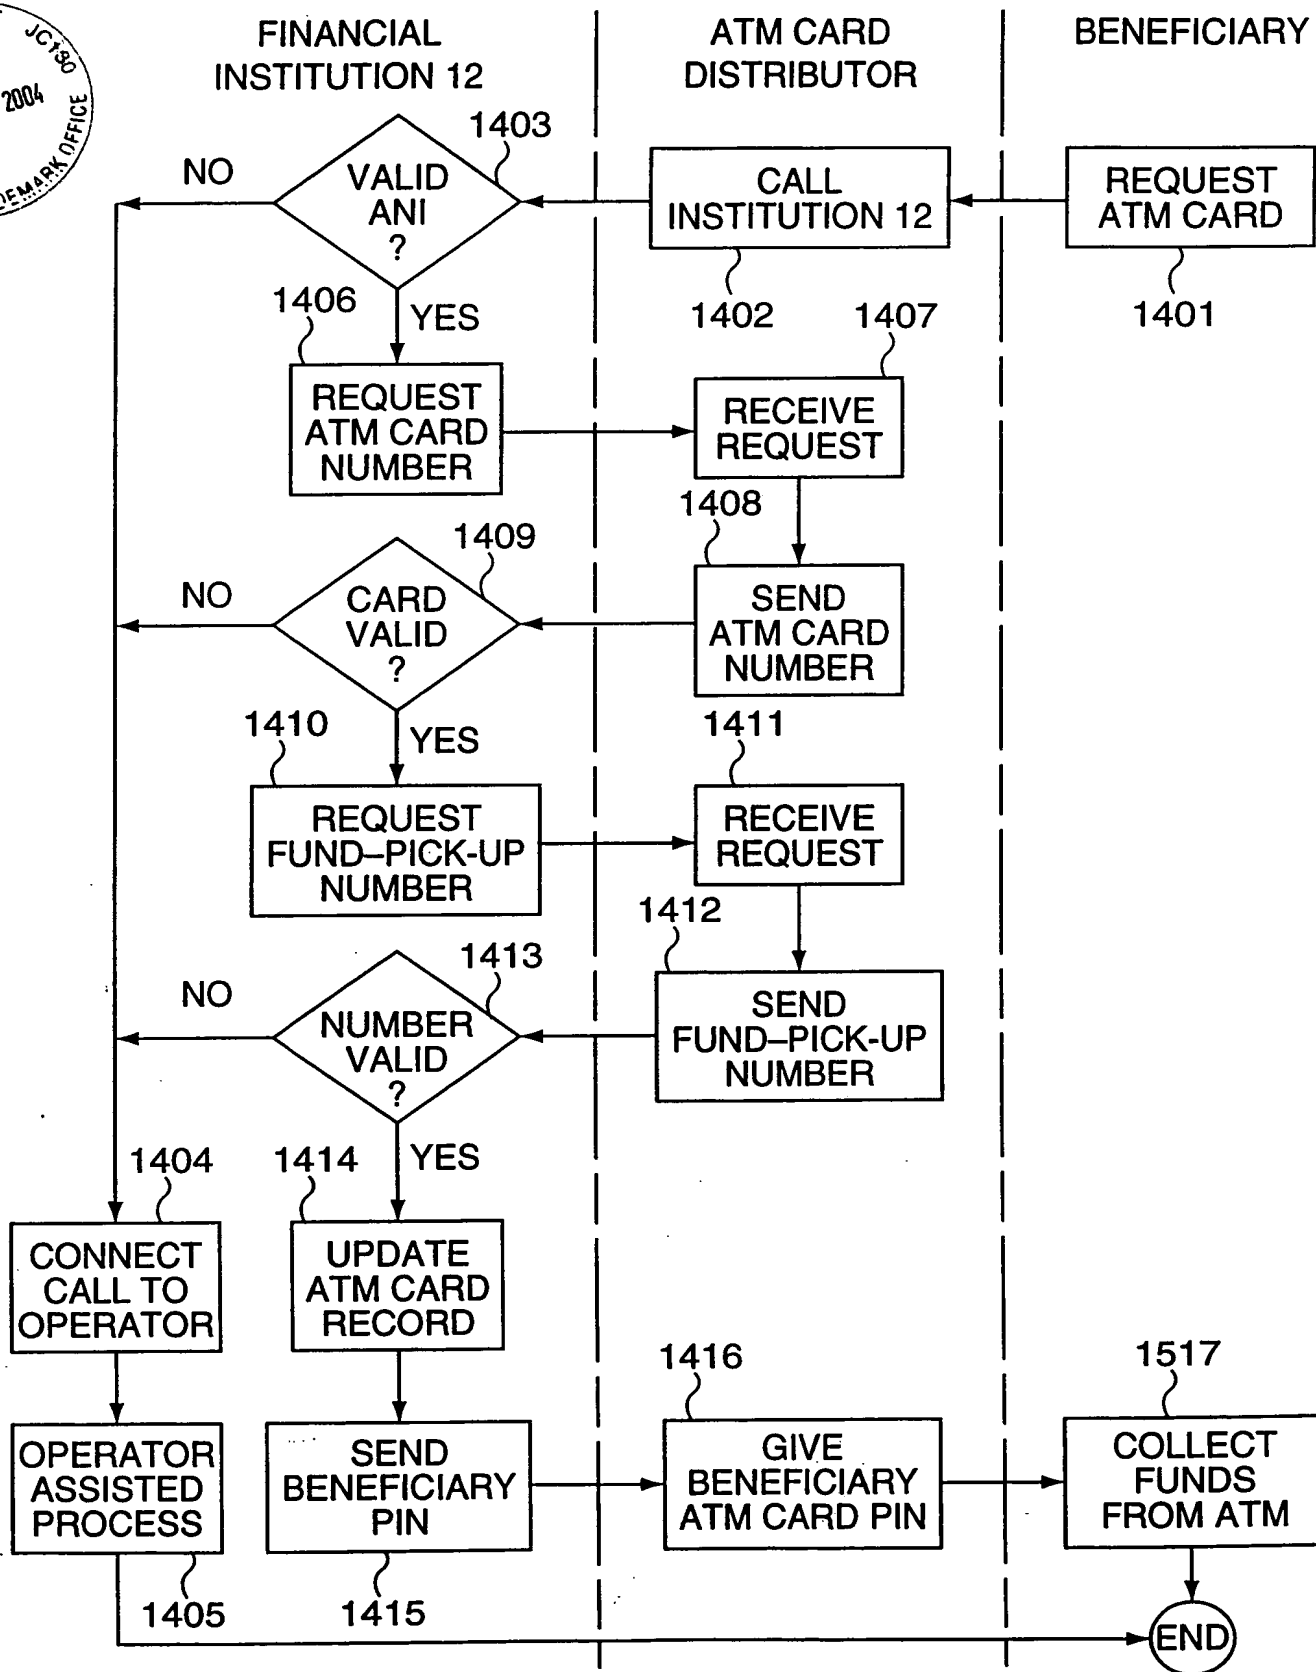 JC130
2004
DEMARK OFFICE
FINANCIAL
INSTITUTION 12
ATM CARD
DISTRIBUTOR
BENEFICIARY
1403
NO
VALID
ANI
?
CALL
INSTITUTION 12
REQUEST
ATM CARD
1406
YES
1402
1407
1401
REQUEST
ATM CARD
NUMBER
RECEIVE
REQUEST
1408
1409
NO
CARD
VALID
?
SEND
ATM CARD
NUMBER
1410
YES
1411
REQUEST
FUND–PICK-UP
NUMBER
RECEIVE
REQUEST
1412
1413
NO
NUMBER
VALID
?
SEND
FUND–PICK-UP
NUMBER
1404
1414
YES
CONNECT
CALL TO
OPERATOR
UPDATE
ATM CARD
RECORD
1416
1517
OPERATOR
ASSISTED
PROCESS
SEND
BENEFICIARY
PIN
GIVE
BENEFICIARY
ATM CARD PIN
COLLECT
FUNDS
FROM ATM
1405
1415
END